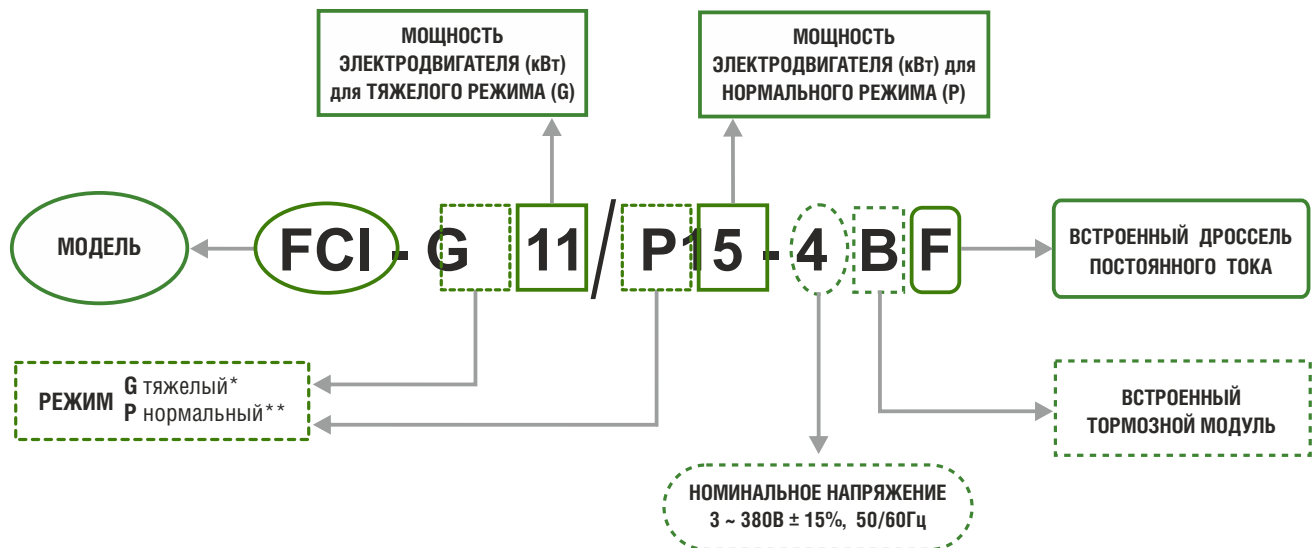 МОЩНОСТЬ
ЭЛЕКТРОДВИГАТЕЛЯ (кВт)
для ТЯЖЕЛОГО РЕЖИМА (G)
МОЩНОСТЬ
ЭЛЕКТРОДВИГАТЕЛЯ (кВт) для
НОРМАЛЬНОГО РЕЖИМА (P)
МОДЕЛЬ
FCI - G 11 / P15 - 4 B F
ВСТРОЕННЫЙ ДРОССЕЛЬ
ПОСТОЯННОГО ТОКА
РЕЖИМ
G тяжелый*
P нормальный**
ВСТРОЕННЫЙ
ТОРМОЗНОЙ МОДУЛЬ
НОМИНАЛЬНОЕ НАПРЯЖЕНИЕ
3 ~ 380В ± 15%, 50/60Гц